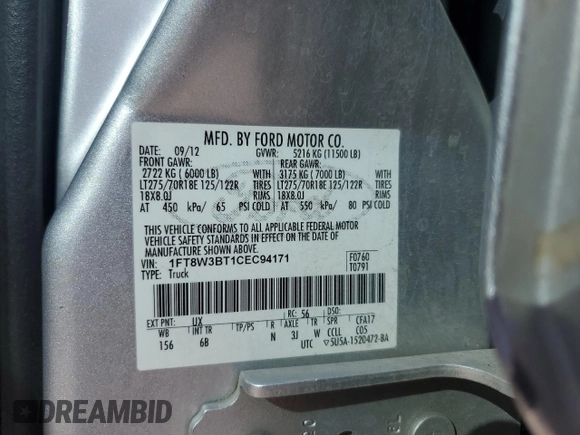 MFD. BY FORD MOTOR CO.
DATE: 09/12 GVWR: 5216 KG (11500 LB)
FRONT GAWR: REAR GAWR:
2722 KG ( 6000 LB) WITH 3175 KG ( 7000 LB) WITH
LT275/70R18E 125/122R TIRES LT275/70R18E 125/122R TIRES
18X8.0J RIMS 18X8.0J RIMS
AT 450 kPa/ 65 PSI COLD AT 550 kPa/ 80 PSI COLD
THIS VEHICLE CONFORMS TO ALL APPLICABLE FEDERAL MOTOR
VEHICLE SAFETY STANDARDS IN EFFECT ON THE DATE OF
MANUFACTURE SHOWN ABOVE.
VIN: 1FT8W3BT1CEC94171 F0760
TYPE: Truck T0791
RC: 56 DSO:
EXT PNT: UX
WB INT TR TP/PS R AXLE TR SPR CFA17
156 6B N 3J W CCLL C05
UTC ▽5U5A-1520472-BA
DREAMBID